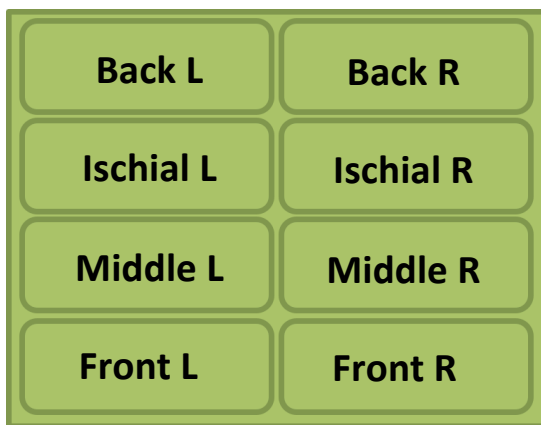 Back L
Back R
Ischial L
Ischial R
Middle L
Middle R
Front L
Front R